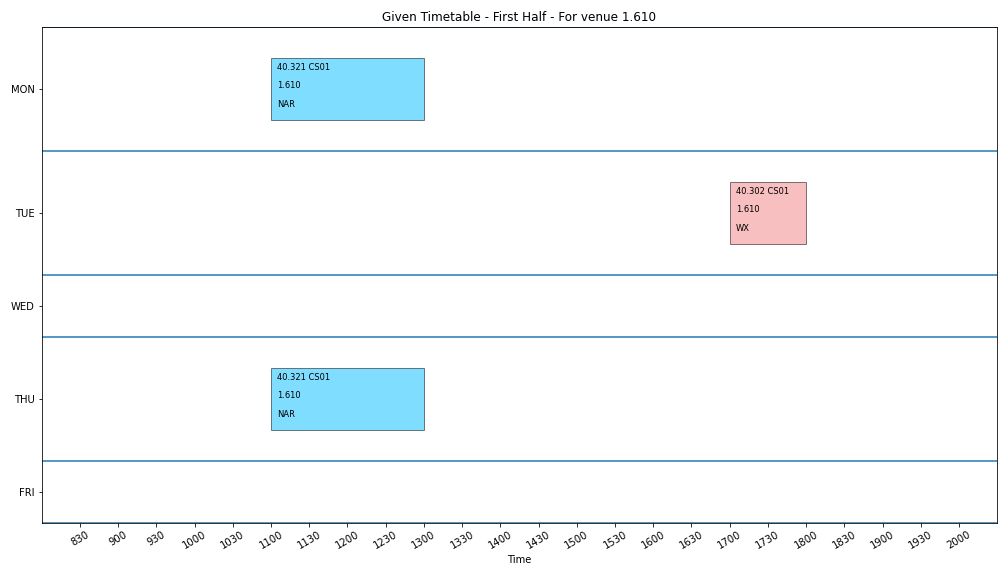 Given Timetable - First Half - For venue 1.610
MON
40.321 CS01
1.610
NAR
TUE
40.302 CS01
1.610
WX
WED
THU
40.321 CS01
1.610
NAR
FRI
830 900 930 1000 1030 1100 1130 1200 1230 1300 1330 1400 1430 1500 1530 1600 1630 1700 1730 1800 1830 1900 1930 2000
Time